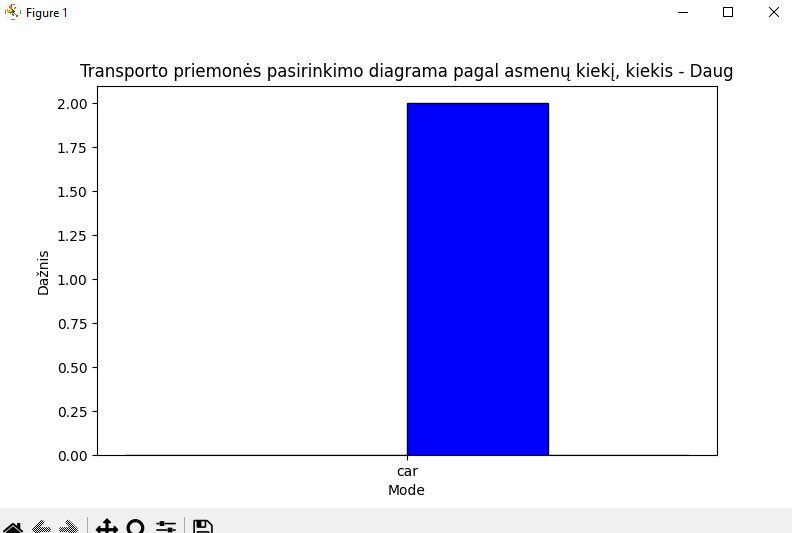 Figure 1
Transporto priemonės pasirinkimo diagrama pagal asmenų kiekį, kiekis - Daug
2.00
1.75
1.50
1.25
1.00
0.75
0.50
0.25
0.00
Dažnis
car
Mode